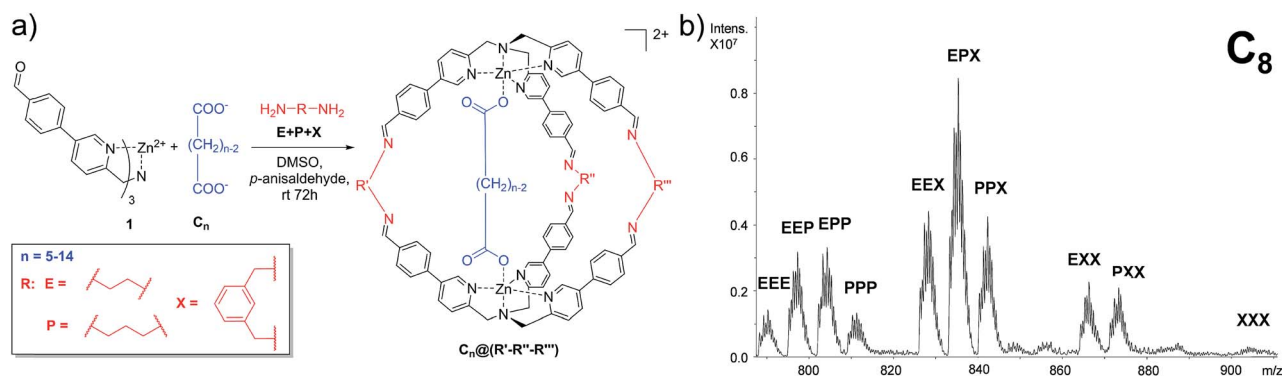 a)
O
N
Zn²⁺
N
)
3
1
+
COO⁻
(CH₂)n-2
COO⁻
Cₙ
H₂N-R-NH₂
E+P+X
DMSO,
p-anisaldehyde,
rt 72h
n = 5-14
R: E =
P =
X =
2+
N
Zn
N N N
O O
N N N
R' R'' R'''
(CH₂)n-2
N N N
O O
N Zn N N
N
Cₙ@(R'-R''-R''')
b)
Intens.
X10⁷
C₈
EPX
EEX
PPX
EEP
EPP
EEE
PPP
EXX
PXX
XXX
0.8
0.6
0.4
0.2
0.0
800 820 840 860 880 900 m/z